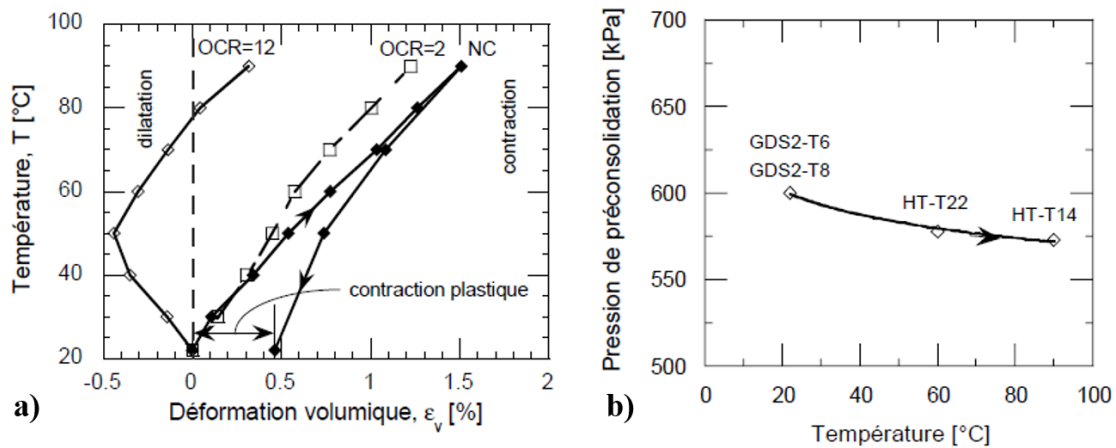 a)
Température, T [°C]
100
80
60
40
20
OCR=12
OCR=2
NC
dilatation
contraction
contraction plastique
-0.5
0
0.5
1
1.5
2
Déformation volumique, εv [%]
b)
Pression de préconsolidation [kPa]
700
650
600
550
500
GDS2-T6
GDS2-T8
HT-T22
HT-T14
0
20
40
60
80
100
Température [°C]